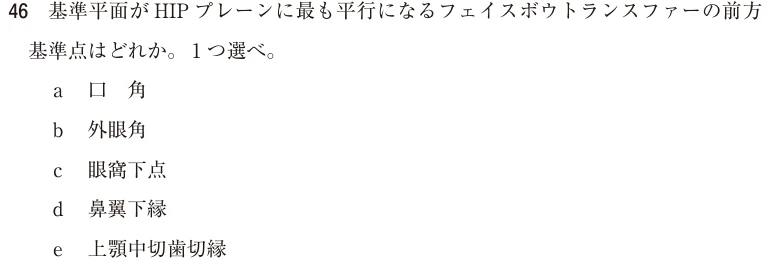 46 基準平面が HIP プレーンに最も平行になるフェイスボウトランスファーの前方
基準点はどれか。1つ選べ。
a 口 角
b 外眼角
c 眼窩下点
d 鼻翼下縁
e 上顎中切歯切縁